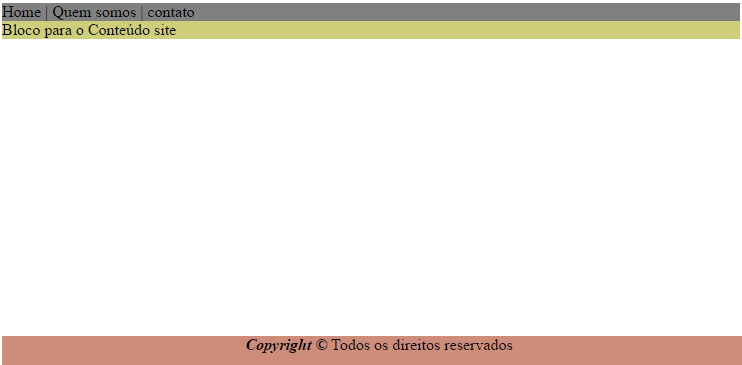 Home | Quem somos | contato
Bloco para o Conteúdo site
Copyright © Todos os direitos reservados